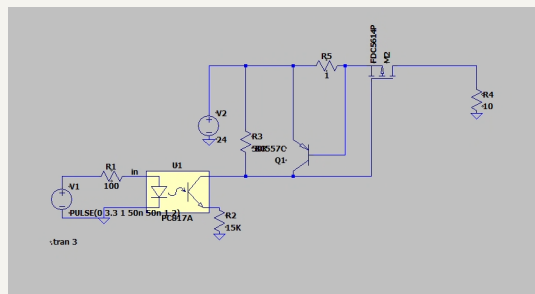 R5
1
FDC5614P
M2
V2
24
R3
R4
10
Q1
R1
100
in
U1
V1
PULSE(0 3.3 1 50n 50n 1 2)
PC817A
R2
15K
.tran 3